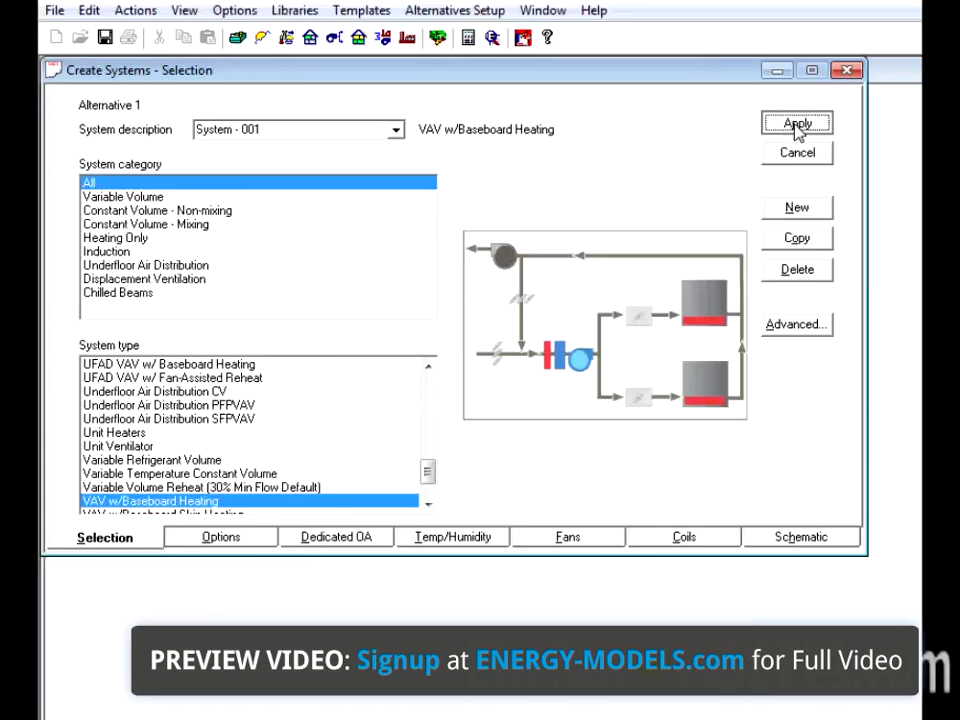 File Edit Actions View Options Libraries Templates Alternatives Setup Window Help
Create Systems - Selection
Alternative 1
System description System - 001 VAV w/Baseboard Heating
Apply
Cancel
System category
All
Variable Volume
Constant Volume - Non-mixing
Constant Volume - Mixing
Heating Only
Induction
Underfloor Air Distribution
Displacement Ventilation
Chilled Beams
New
Copy
Delete
Advanced...
System type
UFAD VAV w/ Baseboard Heating
UFAD VAV w/ Fan-Assisted Reheat
Underfloor Air Distribution CV
Underfloor Air Distribution PFPVAV
Underfloor Air Distribution SFPVAV
Unit Heaters
Unit Ventilator
Variable Refrigerant Volume
Variable Temperature Constant Volume
Variable Volume Reheat (30% Min Flow Default)
VAV w/Baseboard Heating
VAV w/Baseboard Skin Heating
Selection Options Dedicated OA Temp/Humidity Fans Coils Schematic
PREVIEW VIDEO: Signup at ENERGY-MODELS.com for Full Video
m